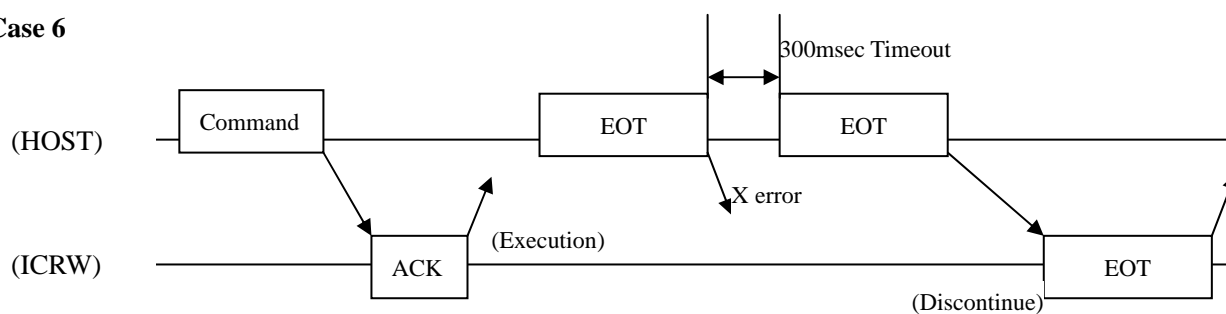 Case 6
300msec Timeout
(HOST)
Command
EOT
EOT
X error
(Execution)
(ICRW)
ACK
EOT
(Discontinue)